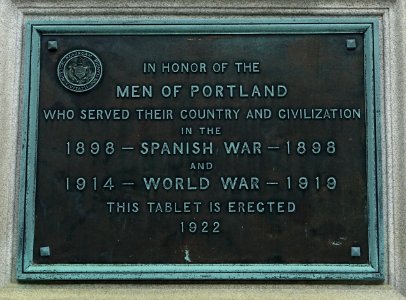 IN HONOR OF THE
MEN OF PORTLAND
WHO SERVED THEIR COUNTRY AND CIVILIZATION
IN THE
1898 — SPANISH WAR — 1898
AND
1914 — WORLD WAR — 1919
THIS TABLET IS ERECTED
1922